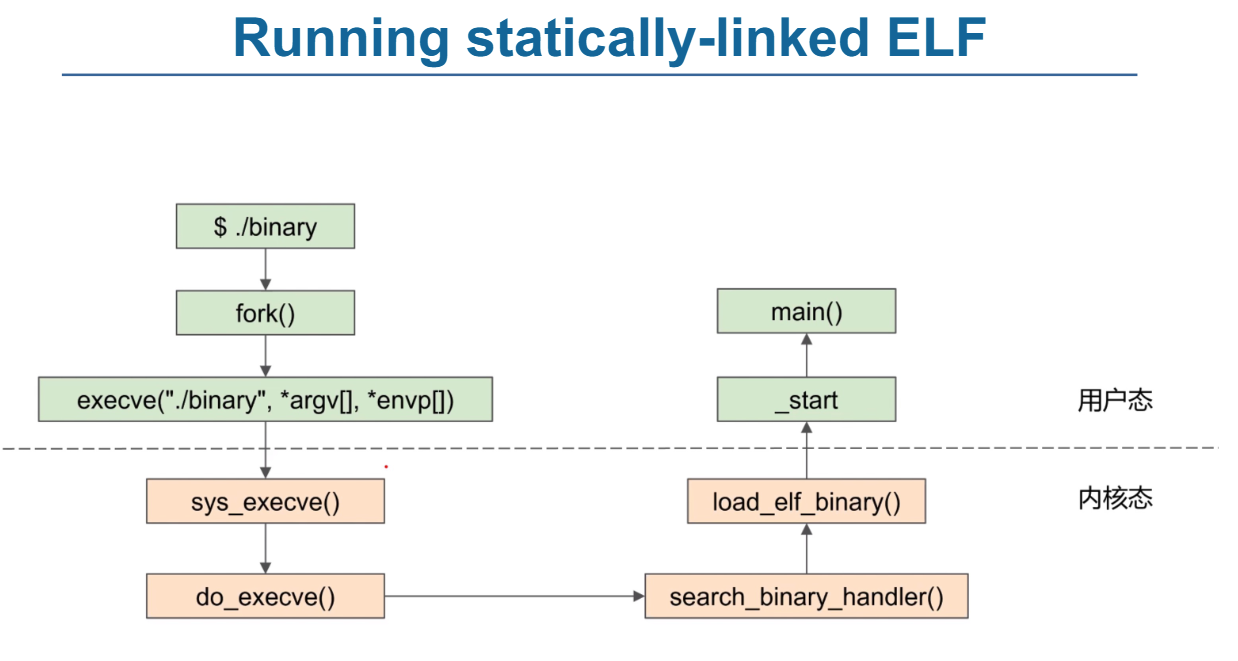 Running statically-linked ELF
$ ./binary
fork()
execve("./binary", *argv[], *envp[])
sys_execve()
do_execve()
search_binary_handler()
load_elf_binary()
_start
main()
用户态
内核态